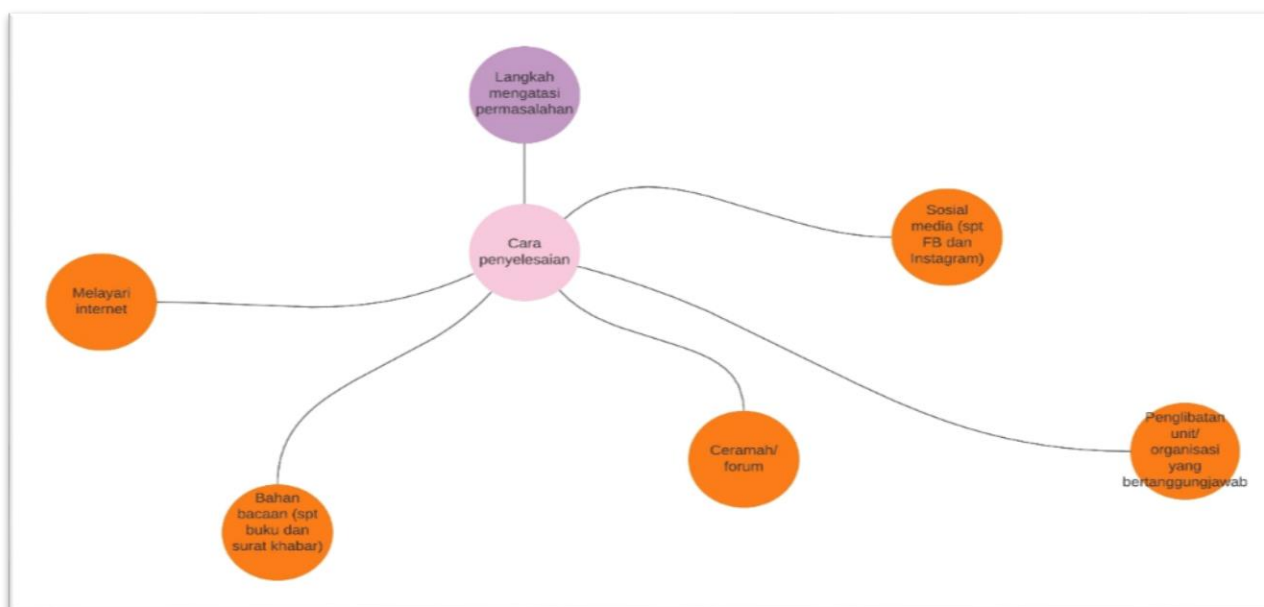 Langkah
mengatasi
permasalahan
Cara
penyelesaian
Sosial
media (spt
FB dan
Instagram)
Melayari
internet
Ceramah/
forum
Penglibatan
unit/
organisasi
yang
bertanggungjawab
Bahan
bacaan (spt
buku dan
surat khabar)